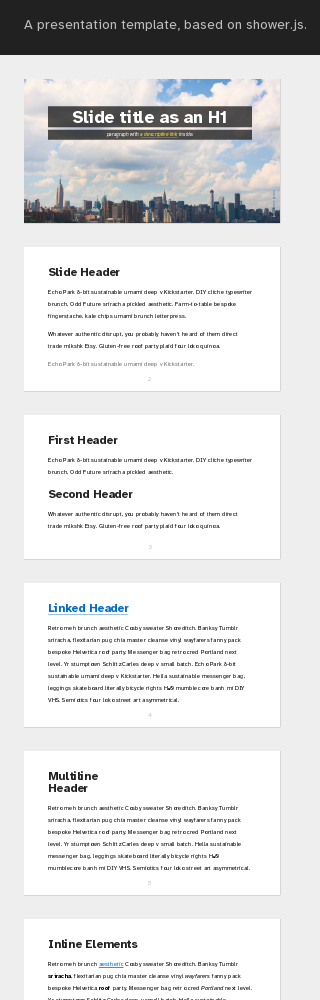 A presentation template, based on shower.js.
Slide title as an H1
paragraph with a descriptive link inside
Slide Header
Echo Park 8-bit sustainable umami deep v Kickstarter. DIY cliche typewriter
brunch. Odd Future sriracha pickled aesthetic. Farm-to-table bespoke
fingerstache, kale chips umami brunch letterpress.
Whatever authentic disrupt, you probably haven't heard of them direct
trade mlkshk Etsy. Gluten-free roof party plaid four loko quinoa.
Echo Park 8-bit sustainable umami deep v Kickstarter.
2
First Header
Echo Park 8-bit sustainable umami deep v Kickstarter. DIY cliche typewriter
brunch. Odd Future sriracha pickled aesthetic.
Second Header
Whatever authentic disrupt, you probably haven't heard of them direct
trade mlkshk Etsy. Gluten-free roof party plaid four loko quinoa.
3
Linked Header
Retro meh brunch aesthetic Cosby sweater Shoreditch. Banksy Tumblr
sriracha, flexitarian pug chia master cleanse vinyl wayfarers fanny pack
bespoke Helvetica roof party. Messenger bag retro cred Portland next
level. Yr stumptown Schlitz Carles deep v small batch. Echo Park 8-bit
sustainable umami deep v Kickstarter. Hella sustainable messenger bag,
leggings skateboard literally bicycle rights H₂O mumblecore banh mi DIY
VHS. Semiotics four loko street art asymmetrical.
4
Multiline
Header
Retro meh brunch aesthetic Cosby sweater Shoreditch. Banksy Tumblr
sriracha, flexitarian pug chia master cleanse vinyl wayfarers fanny pack
bespoke Helvetica roof party. Messenger bag retro cred Portland next
level. Yr stumptown Schlitz Carles deep v small batch. Hella sustainable
messenger bag, leggings skateboard literally bicycle rights H₂O
mumblecore banh mi DIY VHS. Semiotics four loko street art asymmetrical.
5
Inline Elements
Retro meh brunch aesthetic Cosby sweater Shoreditch. Banksy Tumblr
sriracha, flexitarian pug chia master cleanse vinyl wayfarers fanny pack
bespoke Helvetica roof party. Messenger bag retro cred Portland next